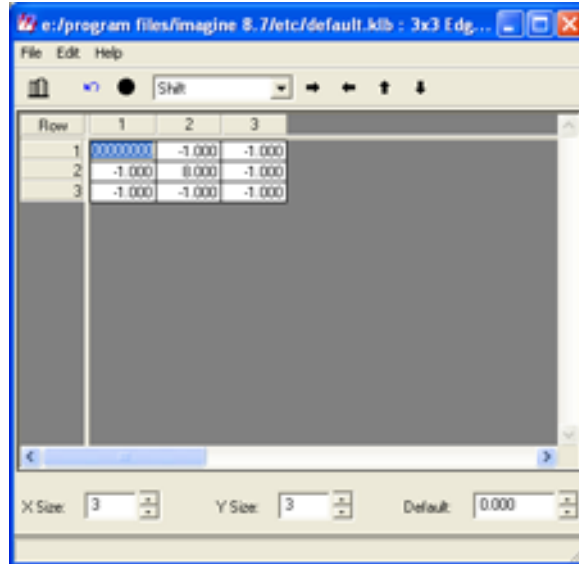 e:/program files/imagine 8.7/etc/default.klb : 3x3 Edg...
File Edit Help
Shift
Row 1 2 3
1 00000000 -1.000 -1.000
2 -1.000 8.000 -1.000
3 -1.000 -1.000 -1.000
X Size: 3 Y Size: 3 Default: 0.000